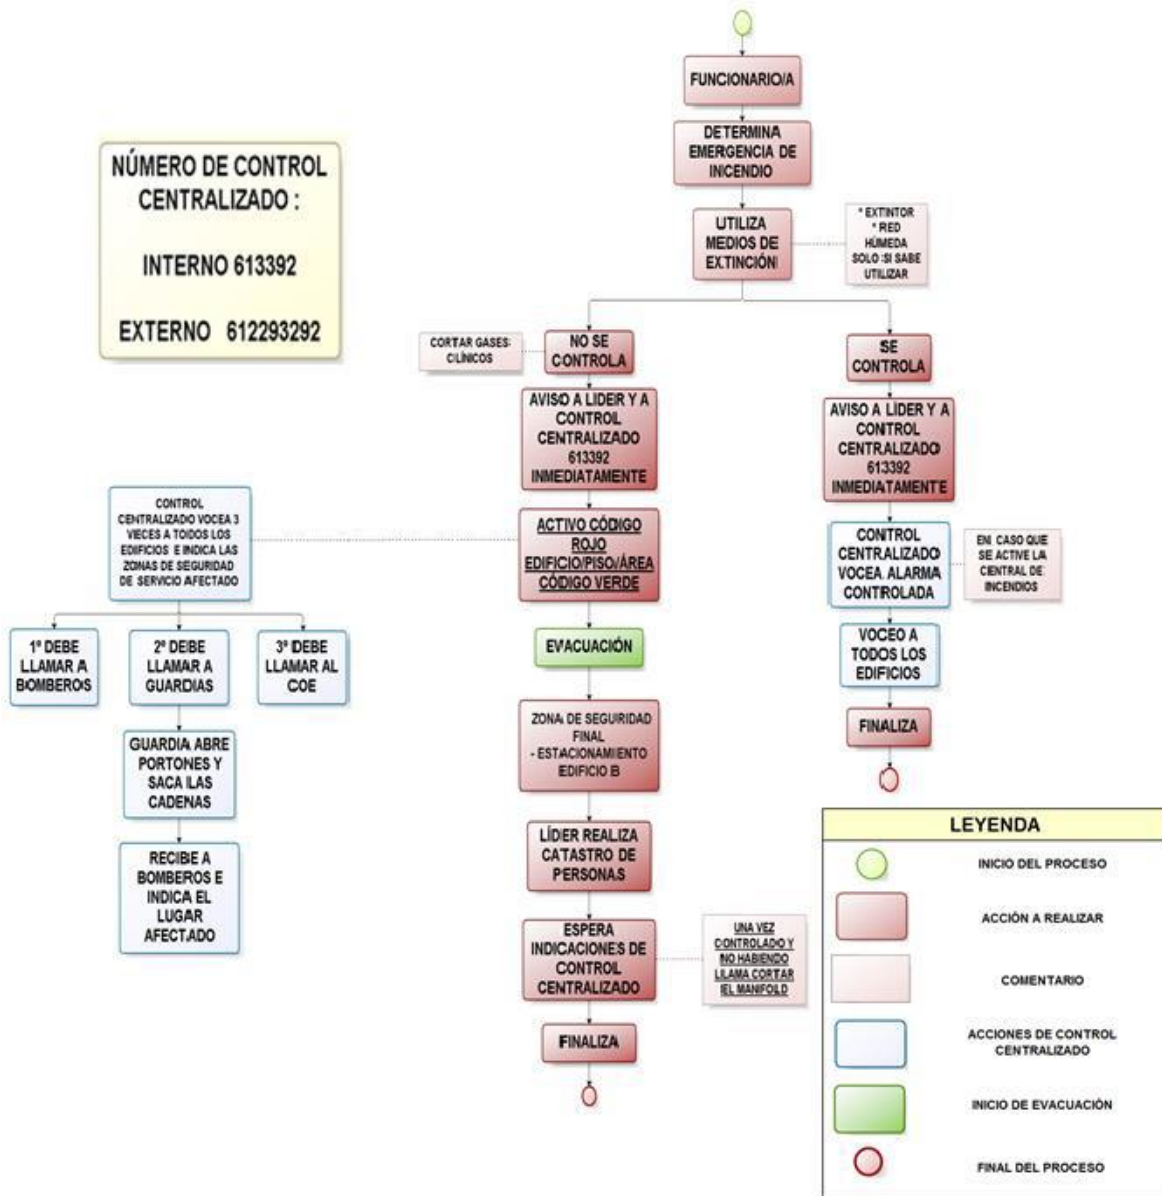 FUNCIONARIO/A
DETERMINA
EMERGENCIA DE
INCENDIO
NÚMERO DE CONTROL
CENTRALIZADO :
INTERNO 613392
EXTERNO 612293292
UTILIZA
MEDIOS DE
EXTINCIÓN
* EXTINTOR
* RED
HÚMEDA
SOLO SI SABE
UTILIZAR
CORTAR GASES
CLÍNICOS
NO SE
CONTROLA
SE
CONTROLA
AVISO A LÍDER Y A
CONTROL
CENTRALIZADO
613392
INMEDIATAMENTE
AVISO A LÍDER Y A
CONTROL
CENTRALIZADO
613392
INMEDIATAMENTE
CONTROL
CENTRALIZADO VOCEA 3
VECES A TODOS LOS
EDIFICIOS E INDICA LAS
ZONAS DE SEGURIDAD
DE SERVICIO AFECTADO
ACTIVO CÓDIGO
ROJO
EDIFICIO/PISO/ÁREA
CÓDIGO VERDE
CONTROL
CENTRALIZADO
VOCEA ALARMA
CONTROLADA
EN CASO QUE
SE ACTIVE LA
CENTRAL DE
INCENDIOS
1º DEBE
LLAMAR A
BOMBEROS
2º DEBE
LLAMAR A
GUARDIAS
3º DEBE
LLAMAR AL
COE
EVACUACIÓN
VOCEO A
TODOS LOS
EDIFICIOS
GUARDIA ABRE
PORTONES Y
SACA LAS
CADENAS
ZONA DE SEGURIDAD
FINAL
- ESTACIONAMIENTO
EDIFICIO B
FINALIZA
RECIBE A
BOMBEROS E
INDICA EL
LUGAR
AFECTADO
LÍDER REALIZA
CATASTRO DE
PERSONAS
ESPERA
INDICACIONES DE
CONTROL
CENTRALIZADO
UNA VEZ
CONTROLADO Y
NO HABIENDO
LLAMA CORTAR
EL MANIFOLD
FINALIZA
LEYENDA
INICIO DEL PROCESO
ACCIÓN A REALIZAR
COMENTARIO
ACCIONES DE CONTROL
CENTRALIZADO
INICIO DE EVACUACIÓN
FINAL DEL PROCESO